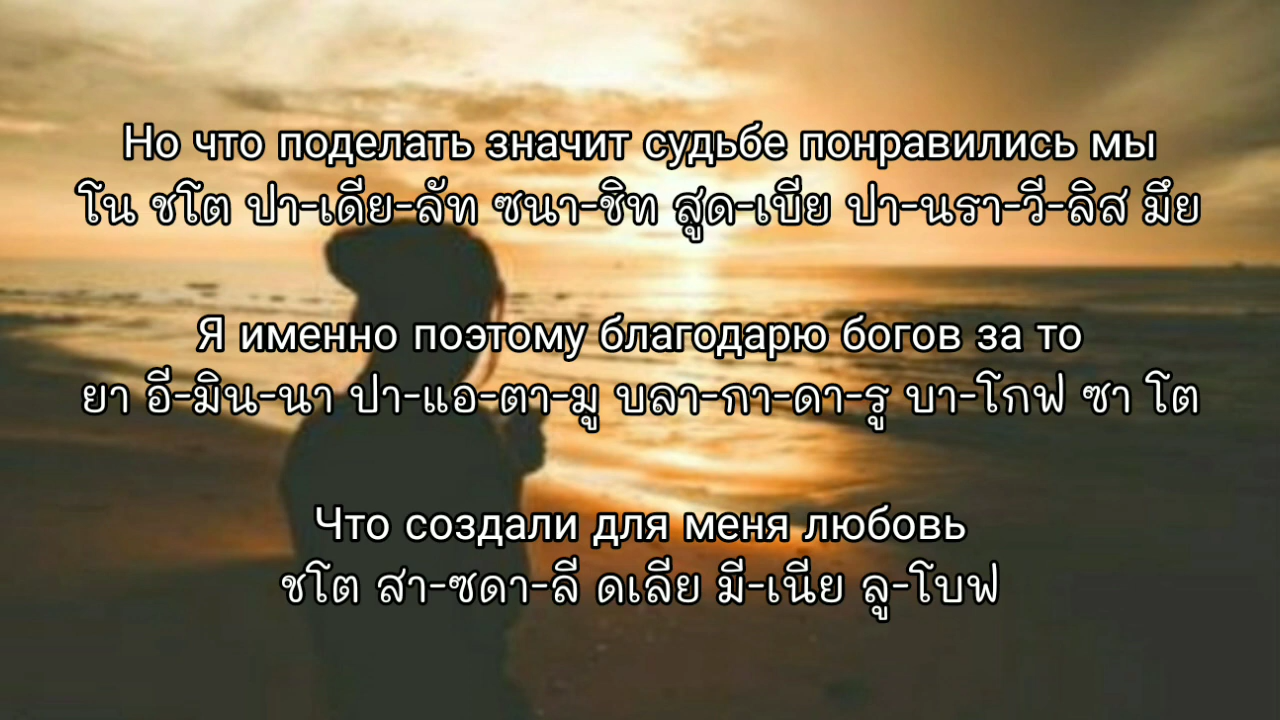 Но что поделать значит судьбе понравились мы
โน ชโต ปา-เดีย-ลัท ซนา-ชิท สูด-เบีย ปา-นรา-วี-ลิส มึย
Я именно поэтому благодарю богов за то
ยา อี-มิน-นา ปา-แอ-ตา-มู บลา-กา-ดา-รู บา-โกฟ ซา โต
Что создали для меня любовь
ชโต สา-ซดา-ลี ดเลีย มี-เนีย ลู-โบฟ